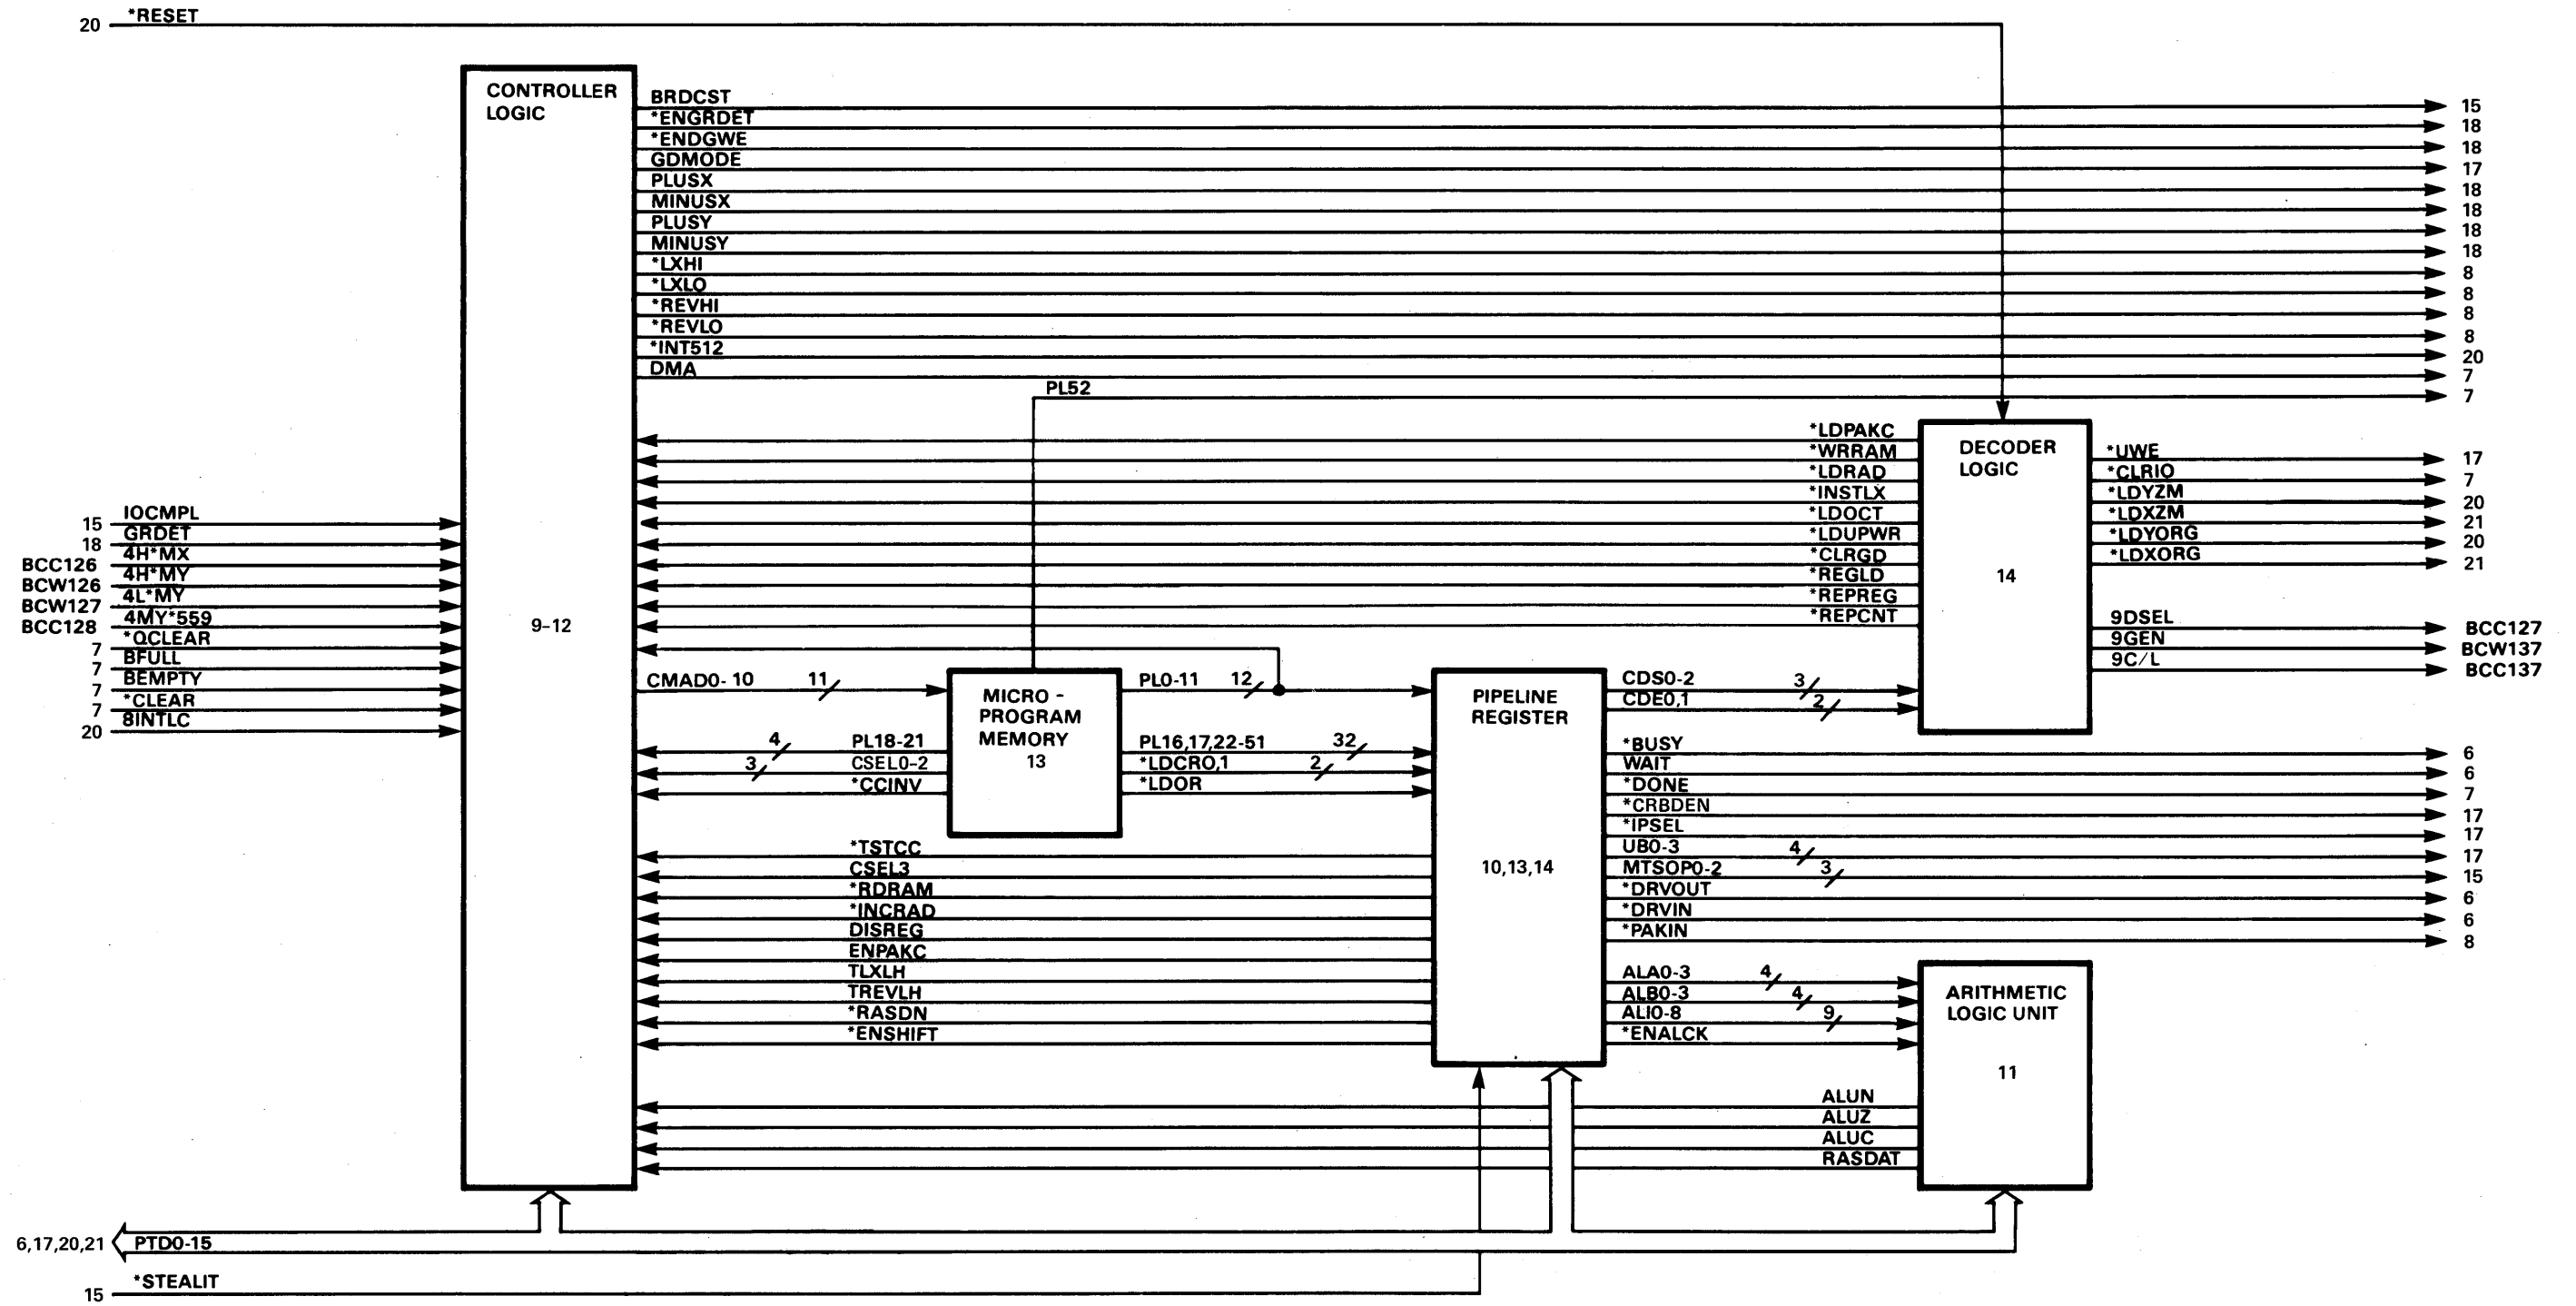 *RESET
20
CONTROLLER
LOGIC
9-12
BRDCST
15
*ENGRDET
18
*ENDGWE
18
GDMODE
17
PLUSX
18
MINUSX
18
PLUSY
18
MINUSY
18
*LXHI
8
*LXLO
8
*REVHI
8
*REVLO
8
*INT512
20
DMA
7
PL52
7
*LDPAKC
*WRRAM
*LDRAD
*INSTLX
*LDOCT
*LDUPWR
*CLRGD
*REGLD
*REPREG
*REPCNT
DECODER
LOGIC
14
*UWE
17
*CLRIO
7
*LDYZM
20
*LDXZM
21
*LDYORG
20
*LDXORG
21
9DSEL
BCC127
9GEN
BCW137
9C/L
BCC137
15 IOCMPL
18 GRDET
BCC126 4H*MX
BCW126 4H*MY
BCW127 4L*MY
BCC128 4MY*559
7 *QCLEAR
7 BFULL
7 BEMPTY
7 *CLEAR
20 8INTLC
CMAD0-10 11
MICRO -
PROGRAM
MEMORY
13
PL0-11 12
4 PL18-21
3 CSEL0-2
*CCINV
PL16,17,22-51 32
*LDCRO,1 2
*LDOR
PIPELINE
REGISTER
10,13,14
CDS0-2 3
CDE0,1 2
*BUSY
6
WAIT
6
*DONE
7
*CRBDEN
17
*IPSEL
17
UB0-3 4
17
MTSOP0-2 3
15
*DRVOUT
6
*DRVIN
6
*PAKIN
8
*TSTCC
CSEL3
*RDRAM
*INCRAD
DISREG
ENPAKC
TLXLH
TREVLH
*RASDN
*ENSHIFT
ALA0-3 4
ALB0-3 4
ALI0-8 9
*ENALCK
ARITHMETIC
LOGIC UNIT
11
ALUN
ALUZ
ALUC
RASDAT
6,17,20,21 PTD0-15
*STEALIT
15